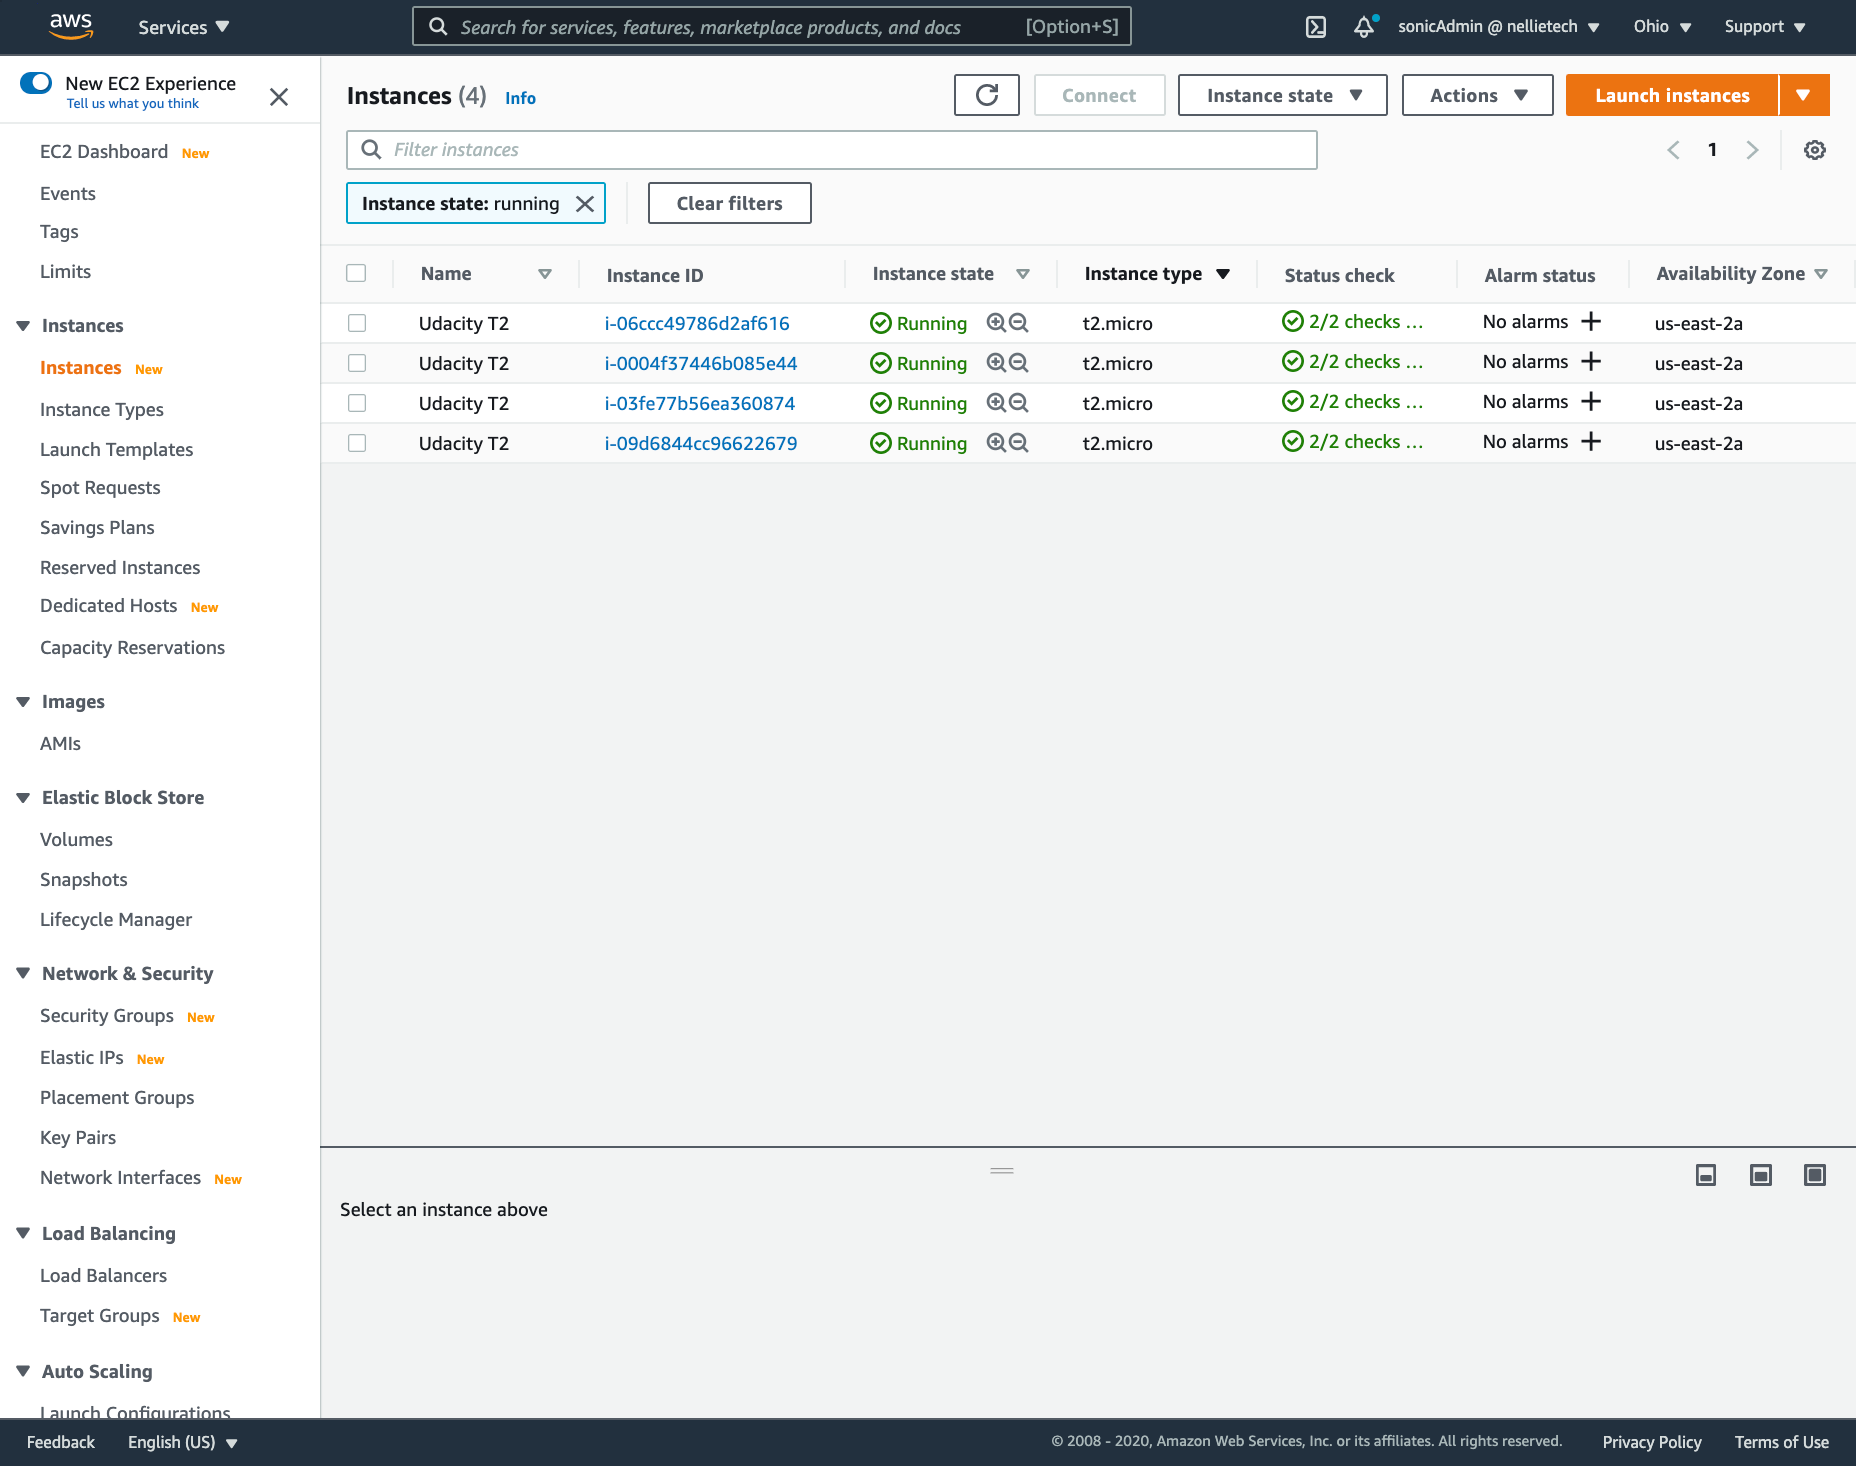 aws
Services
Search for services, features, marketplace products, and docs [Option+S]
sonicAdmin @ nellietech
Ohio
Support
New EC2 Experience
Tell us what you think
EC2 Dashboard New
Events
Tags
Limits
Instances
Instances New
Instance Types
Launch Templates
Spot Requests
Savings Plans
Reserved Instances
Dedicated Hosts New
Capacity Reservations
Images
AMIs
Elastic Block Store
Volumes
Snapshots
Lifecycle Manager
Network & Security
Security Groups New
Elastic IPs New
Placement Groups
Key Pairs
Network Interfaces New
Load Balancing
Load Balancers
Target Groups New
Auto Scaling
Launch Configurations
Instances (4) Info
Connect
Instance state
Actions
Launch instances
Filter instances
1
Instance state: running
Clear filters
Name Instance ID Instance state Instance type Status check Alarm status Availability Zone
Udacity T2 i-06ccc49786d2af616 Running t2.micro 2/2 checks ... No alarms + us-east-2a
Udacity T2 i-0004f37446b085e44 Running t2.micro 2/2 checks ... No alarms + us-east-2a
Udacity T2 i-03fe77b56ea360874 Running t2.micro 2/2 checks ... No alarms + us-east-2a
Udacity T2 i-09d6844cc96622679 Running t2.micro 2/2 checks ... No alarms + us-east-2a
Select an instance above
Feedback
English (US)
© 2008 - 2020, Amazon Web Services, Inc. or its affiliates. All rights reserved.
Privacy Policy
Terms of Use